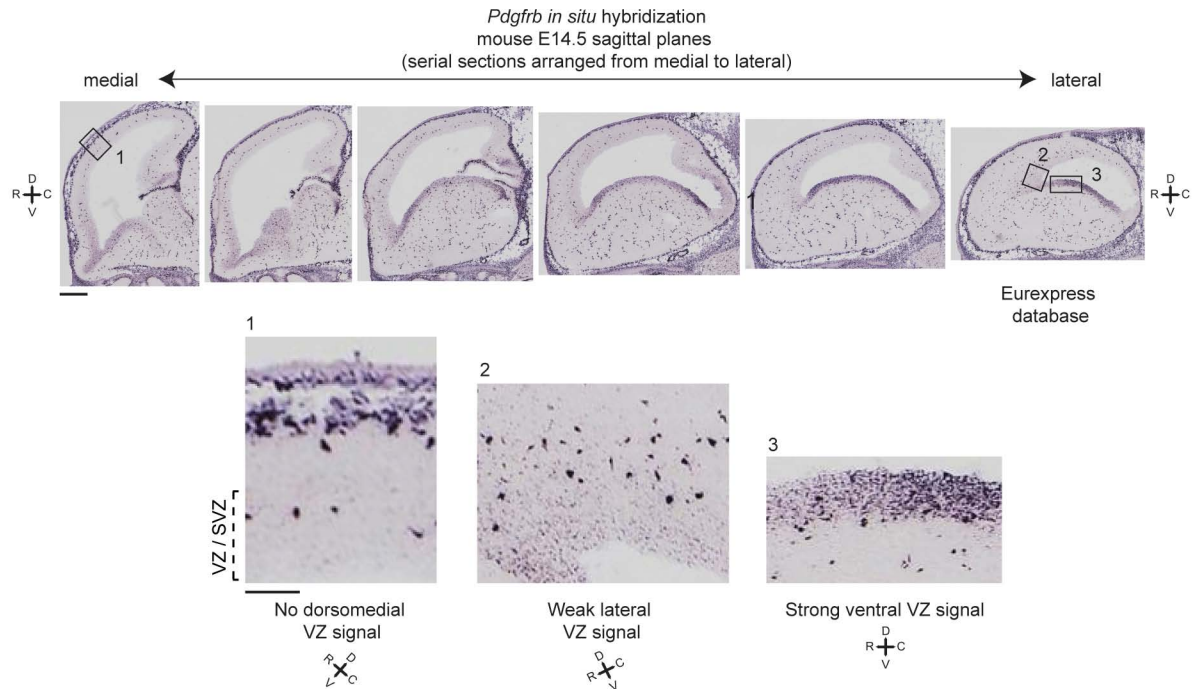 Pdgfrb in situ hybridization
mouse E14.5 sagittal planes
(serial sections arranged from medial to lateral)
medial
lateral
1
2
3
D
R C
V
D
R C
V
Eurexpress
database
1
2
3
VZ / SVZ
No dorsomedial
VZ signal
Weak lateral
VZ signal
Strong ventral VZ signal
R D
V C
D
R C
V
D
R C
V